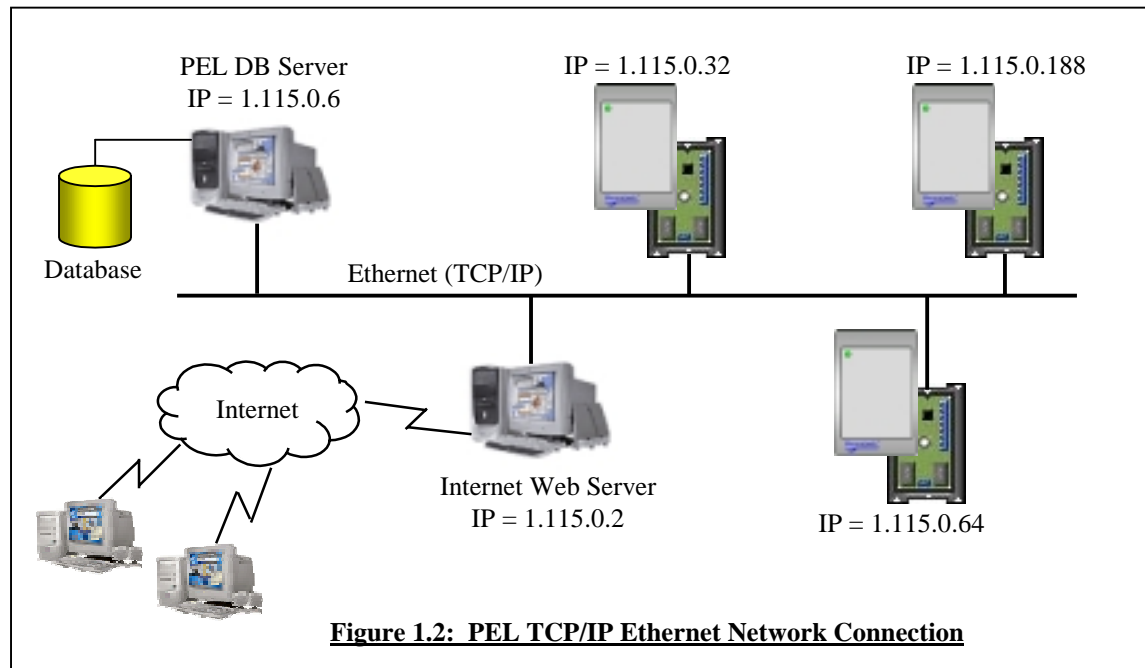 PEL DB Server
IP = 1.115.0.6
IP = 1.115.0.32
IP = 1.115.0.188
Database
Ethernet (TCP/IP)
Internet
Internet Web Server
IP = 1.115.0.2
IP = 1.115.0.64
Figure 1.2: PEL TCP/IP Ethernet Network Connection